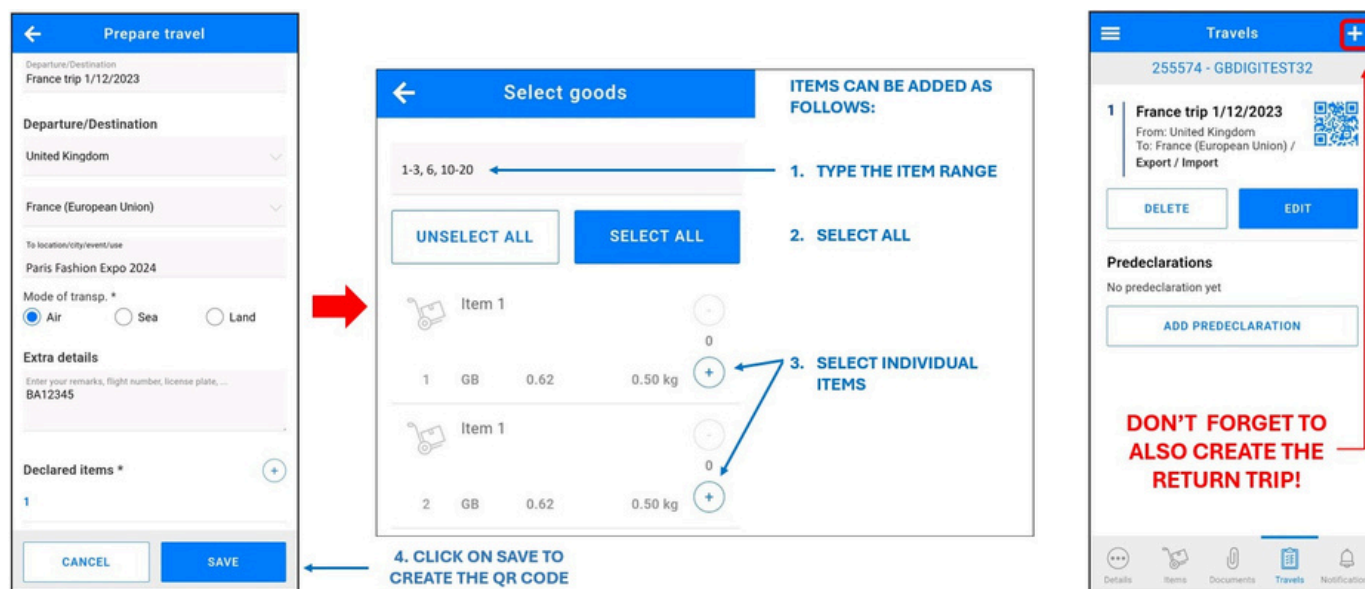 Prepare travel
Departure/Destination
France trip 1/12/2023
Departure/Destination
United Kingdom
France (European Union)
To location/city/event/use
Paris Fashion Expo 2024
Mode of transp. *
Air Sea Land
Extra details
Enter your remarks, flight number, license plate, ...
BA12345
Declared items *
1
CANCEL SAVE
Select goods
1-3, 6, 10-20
UNSELECT ALL SELECT ALL
Item 1
0
1 GB 0.62 0.50 kg
Item 1
0
2 GB 0.62 0.50 kg
ITEMS CAN BE ADDED AS
FOLLOWS:
1. TYPE THE ITEM RANGE
2. SELECT ALL
3. SELECT INDIVIDUAL
ITEMS
4. CLICK ON SAVE TO
CREATE THE QR CODE
Travels
255574 - GBDIGITEST32
1 France trip 1/12/2023
From: United Kingdom
To: France (European Union) /
Export / Import
DELETE EDIT
Predeclarations
No predeclaration yet
ADD PREDECLARATION
DON'T FORGET TO
ALSO CREATE THE
RETURN TRIP!
Details Items Documents Travels Notification